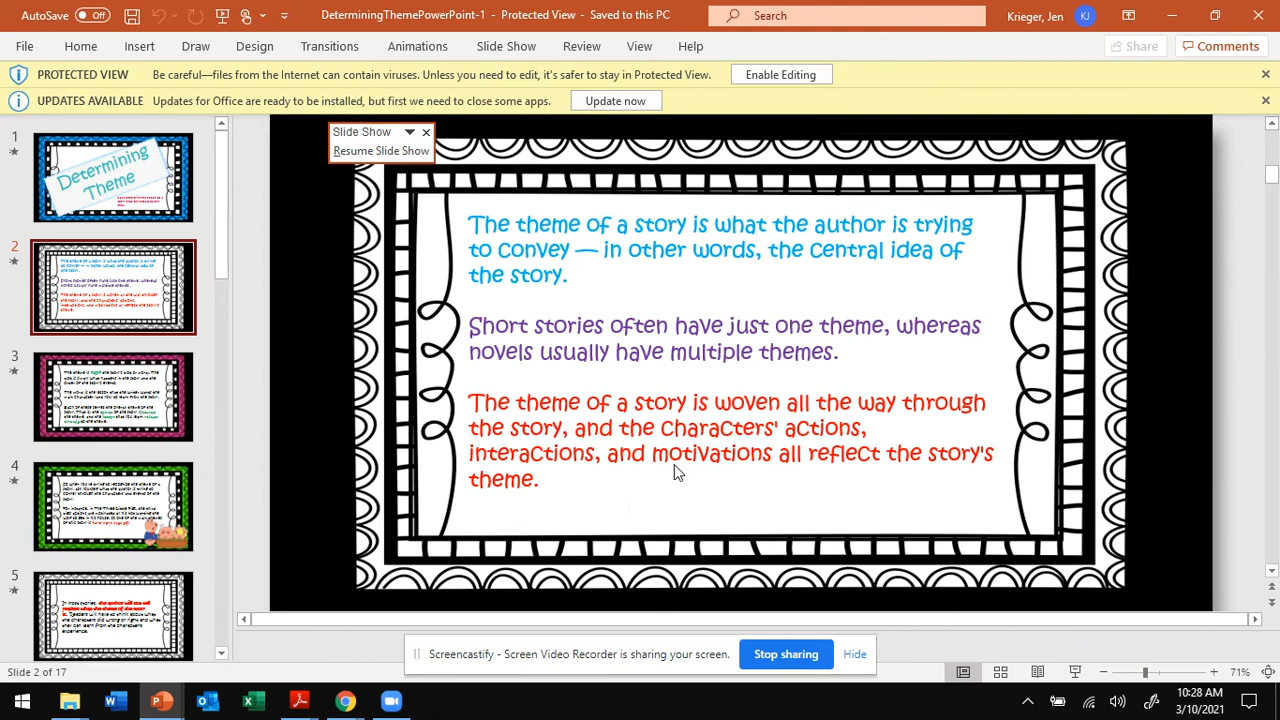 AutoSave Off
DeterminingThemePowerPoint-1 - Protected View - Saved to this PC
Search
Krieger, Jen KJ
File Home Insert Draw Design Transitions Animations Slide Show Review View Help
Share Comments
PROTECTED VIEW Be careful—files from the Internet can contain viruses. Unless you need to edit, it's safer to stay in Protected View. Enable Editing
UPDATES AVAILABLE Updates for Office are ready to be installed, but first we need to close some apps. Update now
Slide Show
Resume Slide Show
1
Determining
Theme
2
3
4
5
The theme of a story is what the author is trying
to convey — in other words, the central idea of
the story.
Short stories often have just one theme, whereas
novels usually have multiple themes.
The theme of a story is woven all the way through
the story, and the characters' actions,
interactions, and motivations all reflect the story's
theme.
Screencastify - Screen Video Recorder is sharing your screen. Stop sharing Hide
Slide 2 of 17
71%
10:28 AM
3/10/2021